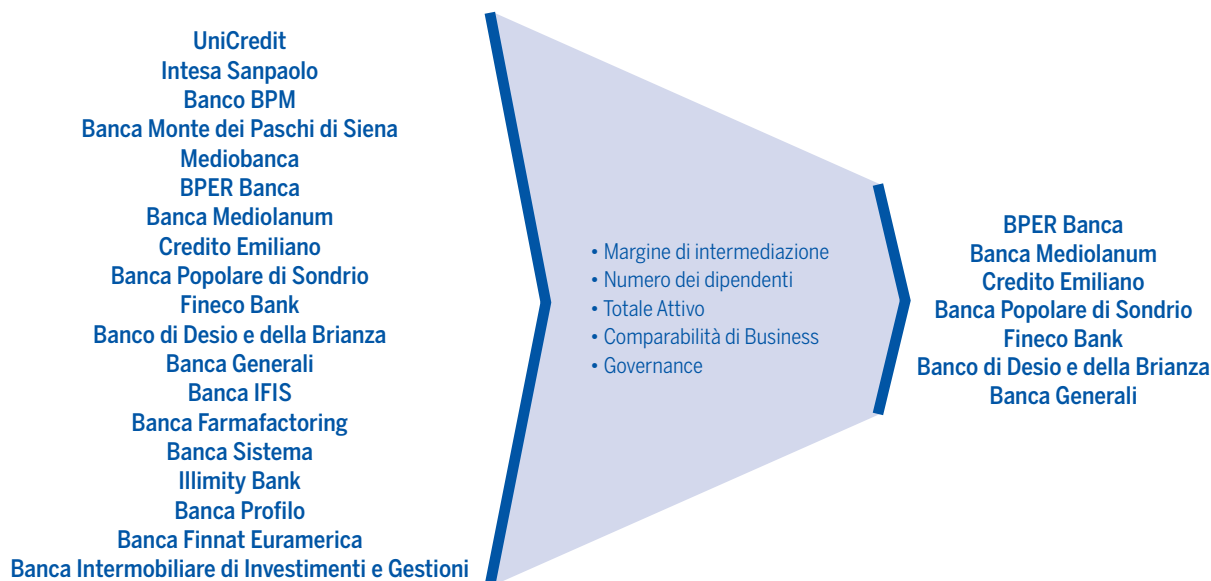 UniCredit
Intesa Sanpaolo
Banco BPM
Banca Monte dei Paschi di Siena
Mediobanca
BPER Banca
Banca Mediolanum
Credito Emiliano
Banca Popolare di Sondrio
Fineco Bank
Banco di Desio e della Brianza
Banca Generali
Banca IFIS
Banca Farmafactoring
Banca Sistema
Illimity Bank
Banca Profilo
Banca Finnat Euramerica
Banca Intermobiliare di Investimenti e Gestioni
• Margine di intermediazione
• Numero dei dipendenti
• Totale Attivo
• Comparabilità di Business
• Governance
BPER Banca
Banca Mediolanum
Credito Emiliano
Banca Popolare di Sondrio
Fineco Bank
Banco di Desio e della Brianza
Banca Generali